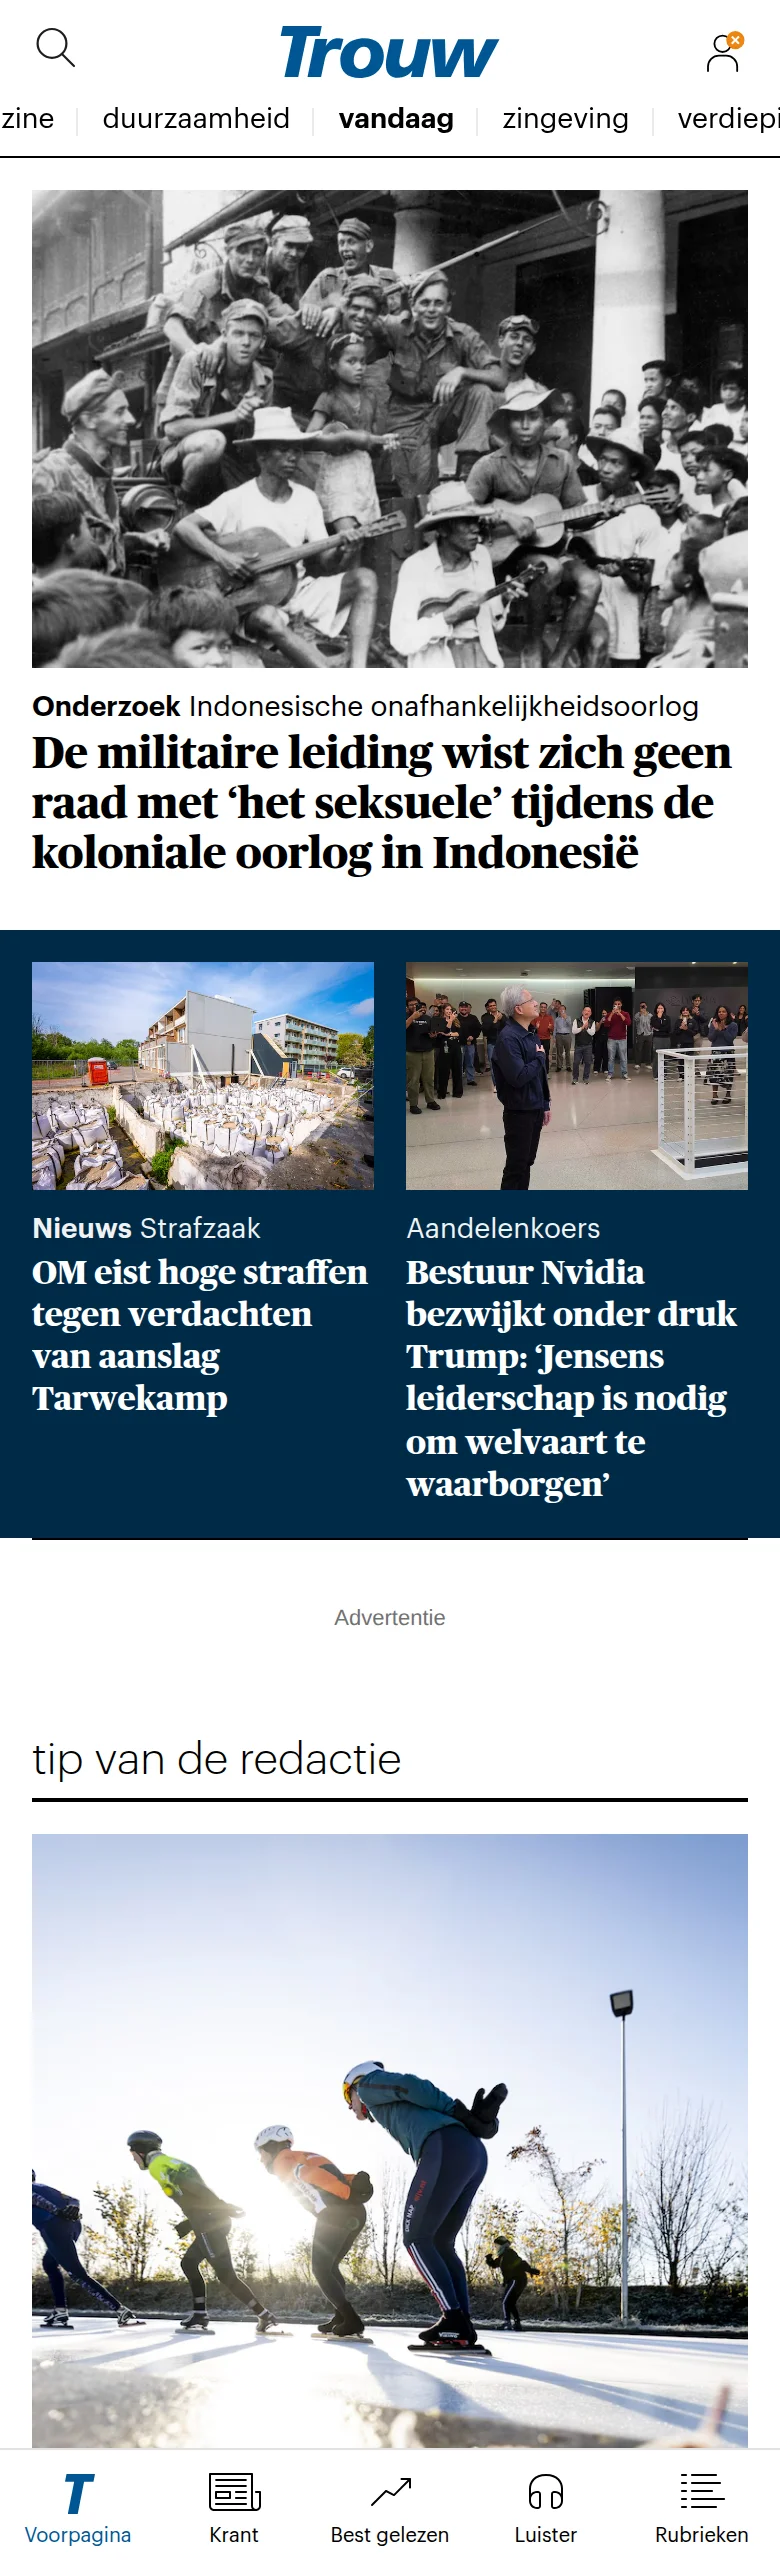 Trouw
zine duurzaamheid vandaag zingeving verdiepi
Onderzoek Indonesische onafhankelijkheidsoorlog
De militaire leiding wist zich geen
raad met ‘het seksuele’ tijdens de
koloniale oorlog in Indonesië
Nieuws Strafzaak
OM eist hoge straffen
tegen verdachten
van aanslag
Tarwekamp
Aandelenkoers
Bestuur Nvidia
bezwijkt onder druk
Trump: ‘Jensens
leiderschap is nodig
om welvaart te
waarborgen’
Advertentie
tip van de redactie
T
Voorpagina Krant Best gelezen Luister Rubrieken